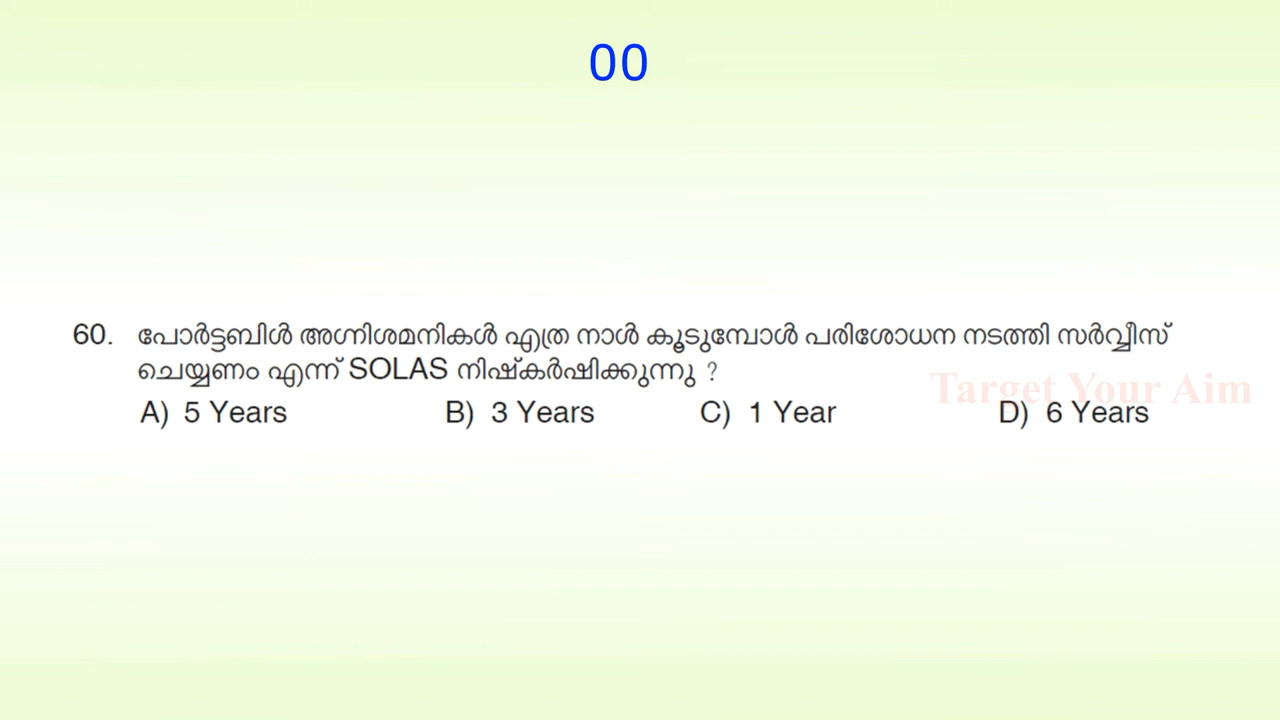 00
60. പോർട്ടബിൾ അഗ്നിശമനികൾ എത്ര നാൾ കൂടുമ്പോൾ പരിശോധന നടത്തി സർവ്വീസ്
ചെയ്യണം എന്ന് SOLAS നിഷ്കർഷിക്കുന്നു ?
Target Your Aim
A) 5 Years B) 3 Years C) 1 Year D) 6 Years